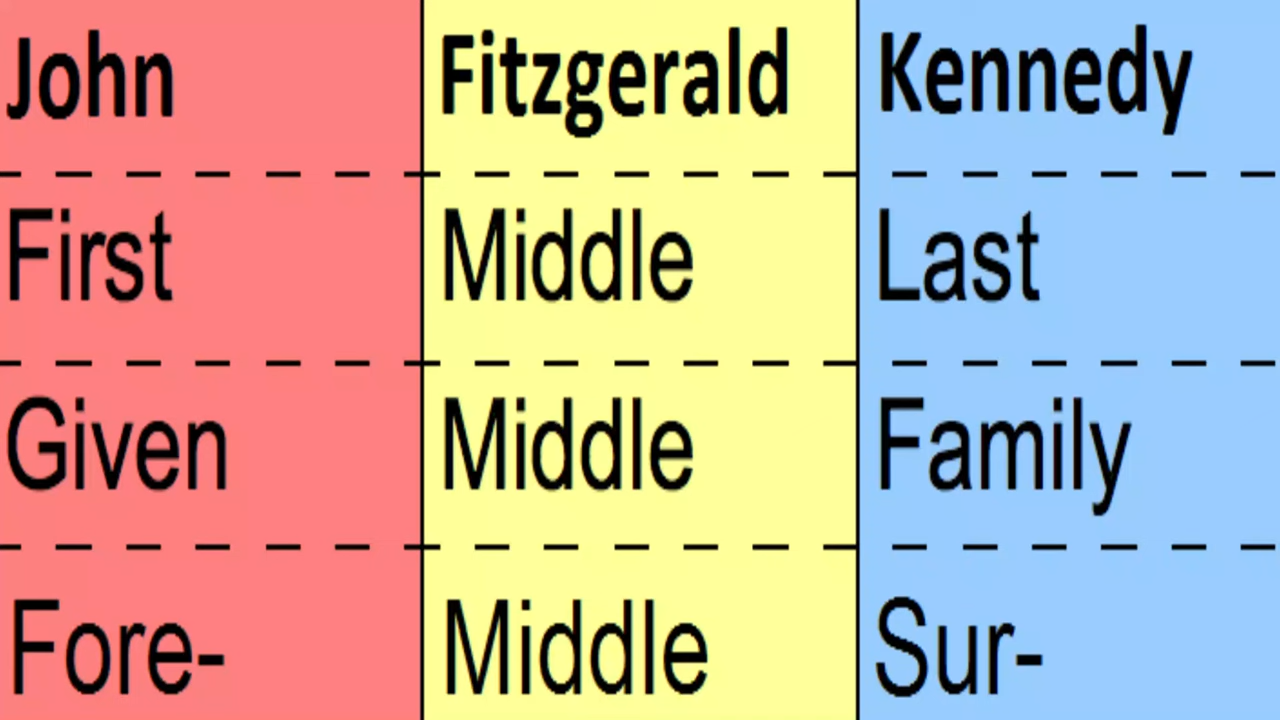 John Fitzgerald Kennedy
First Middle Last
Given Middle Family
Fore- Middle Sur-